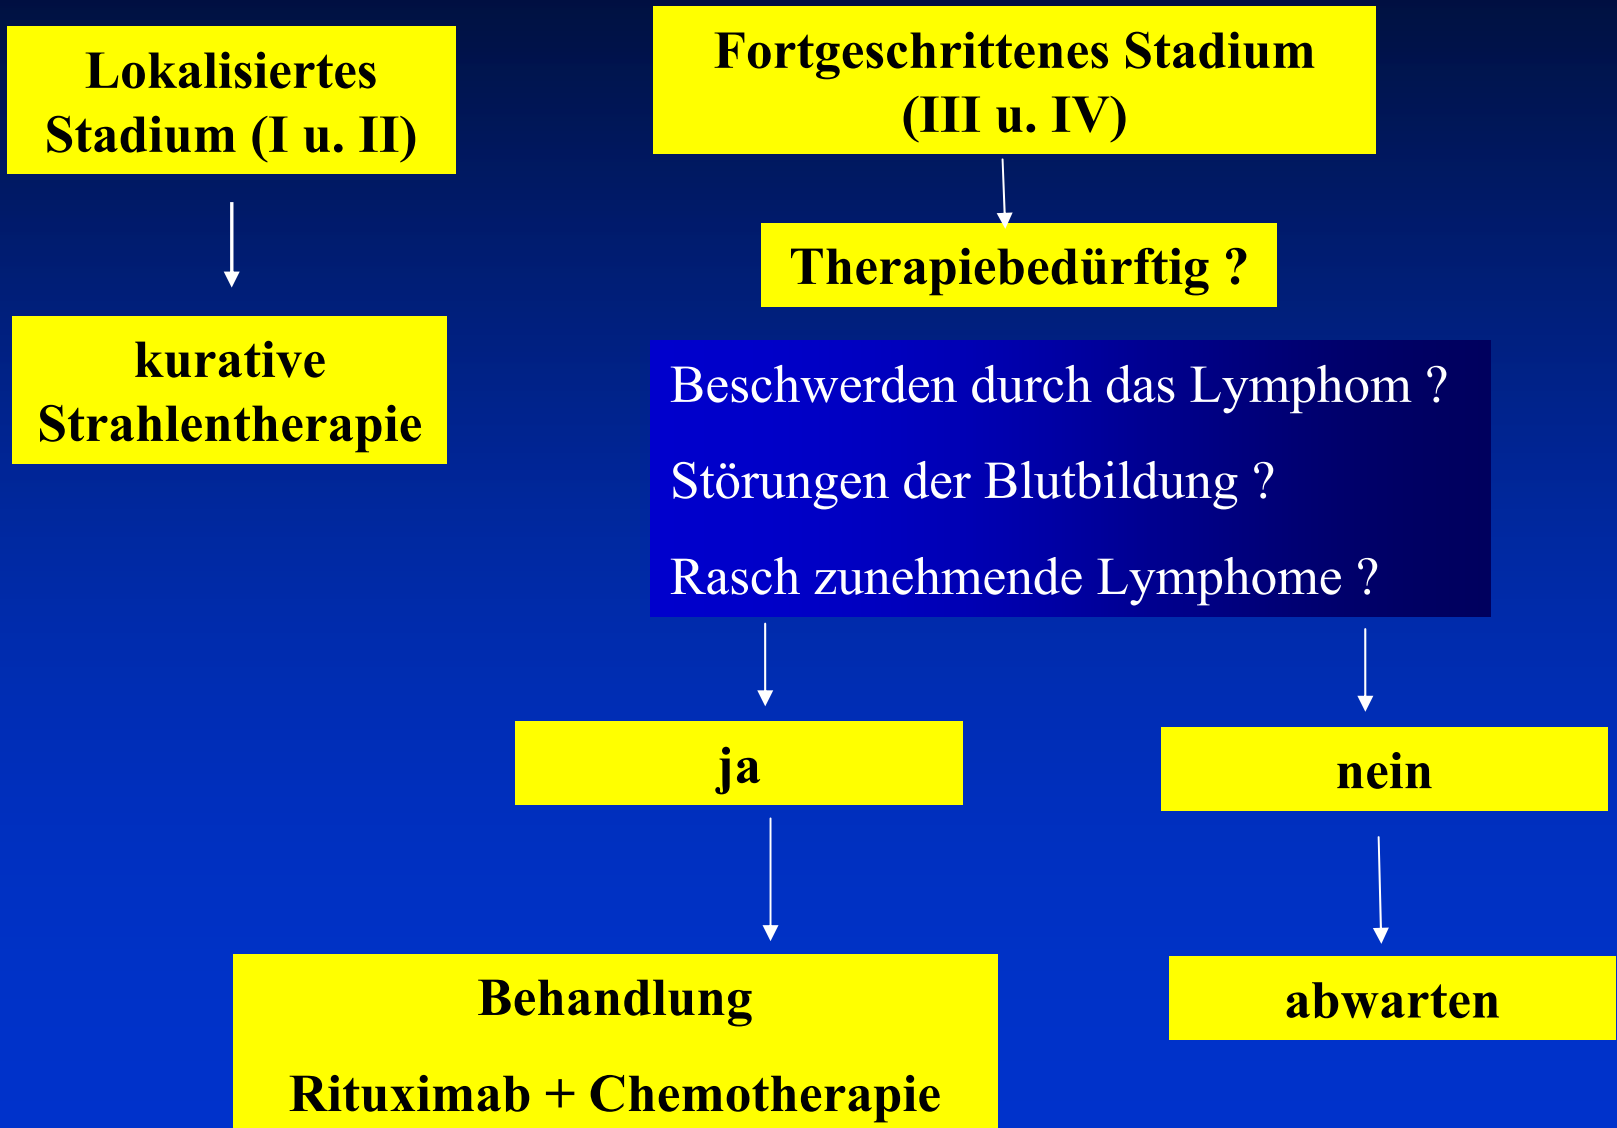 Lokalisiertes
Stadium (I u. II)
kurative
Strahlentherapie
Fortgeschrittenes Stadium
(III u. IV)
Therapiebedürftig ?
Beschwerden durch das Lymphom ?
Störungen der Blutbildung ?
Rasch zunehmende Lymphome ?
ja
nein
Behandlung
Rituximab + Chemotherapie
abwarten